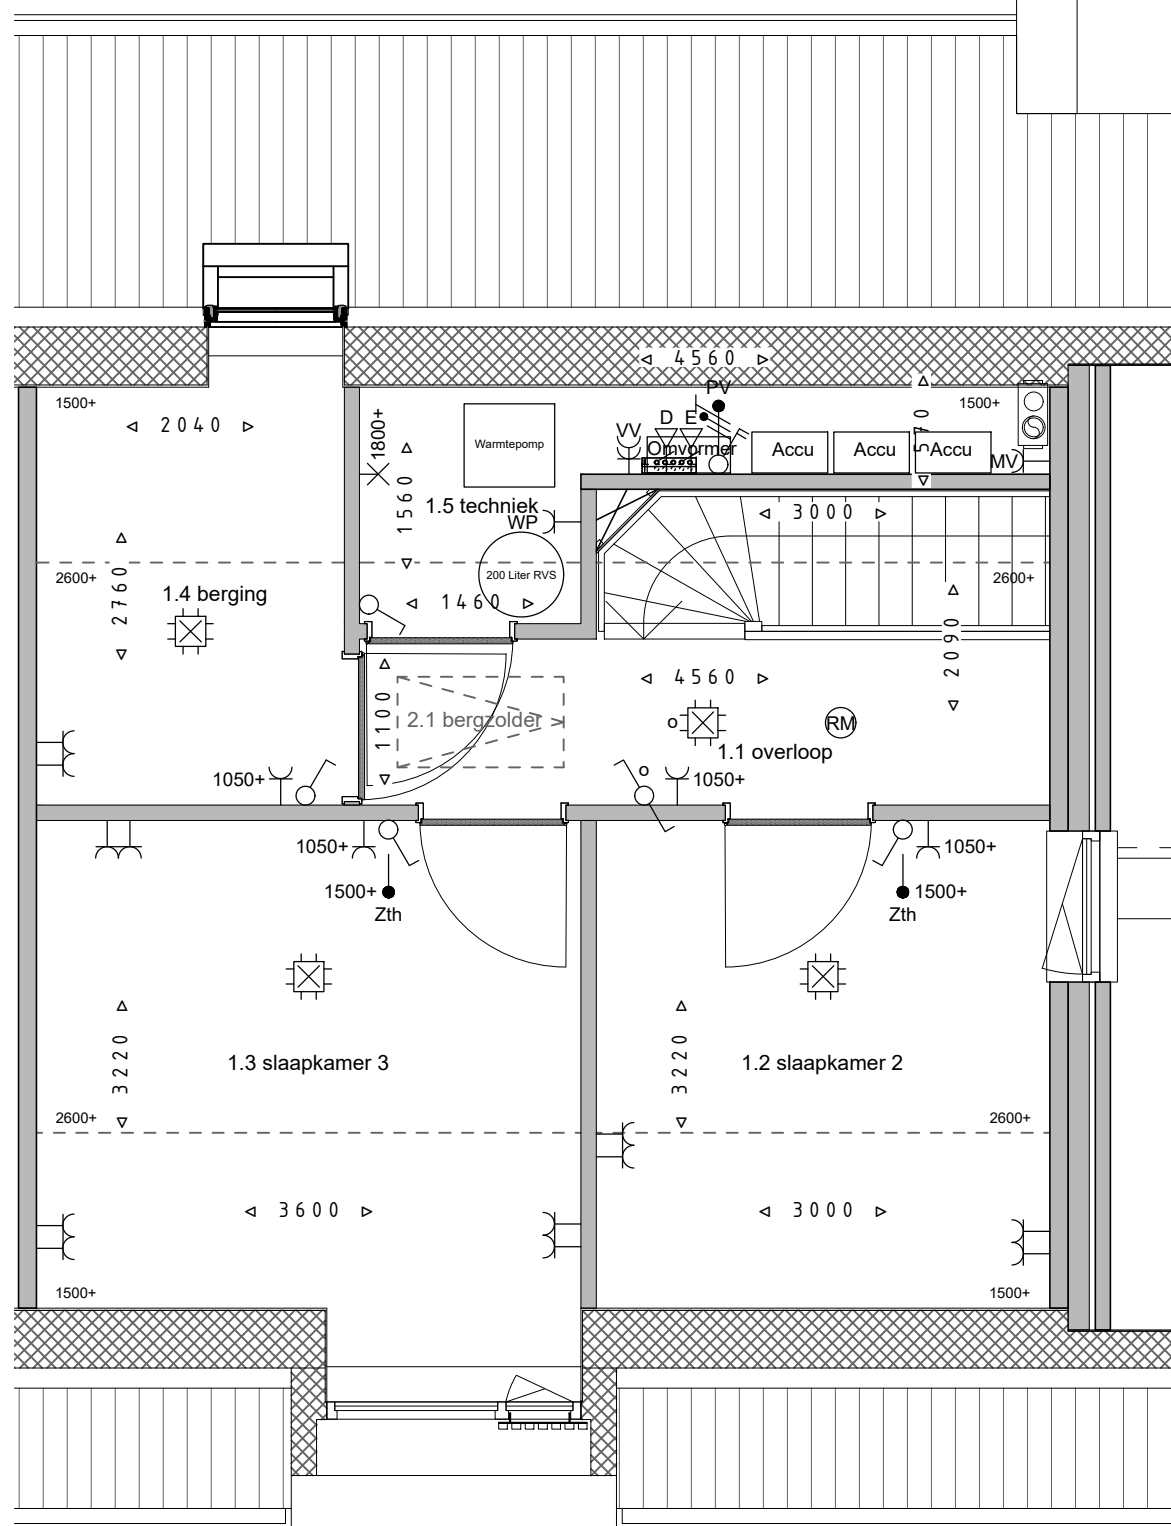 4560
1500+
2040
1800+
PV
D E
VV
Omvormer
Accu
Accu
Accu
570
1500+
MV
Warmtepomp
1560
1.5 techniek
WP
3000
200 Liter RVS
2600+
2760
1.4 berging
1460
2600+
2090
4560
1100
2.1 bergzolder
o
RM
1.1 overloop
1050+
o
1050+
1050+
1500+
Zth
1050+
1500+
Zth
3220
1.3 slaapkamer 3
3220
1.2 slaapkamer 2
2600+
2600+
3600
3000
1500+
1500+